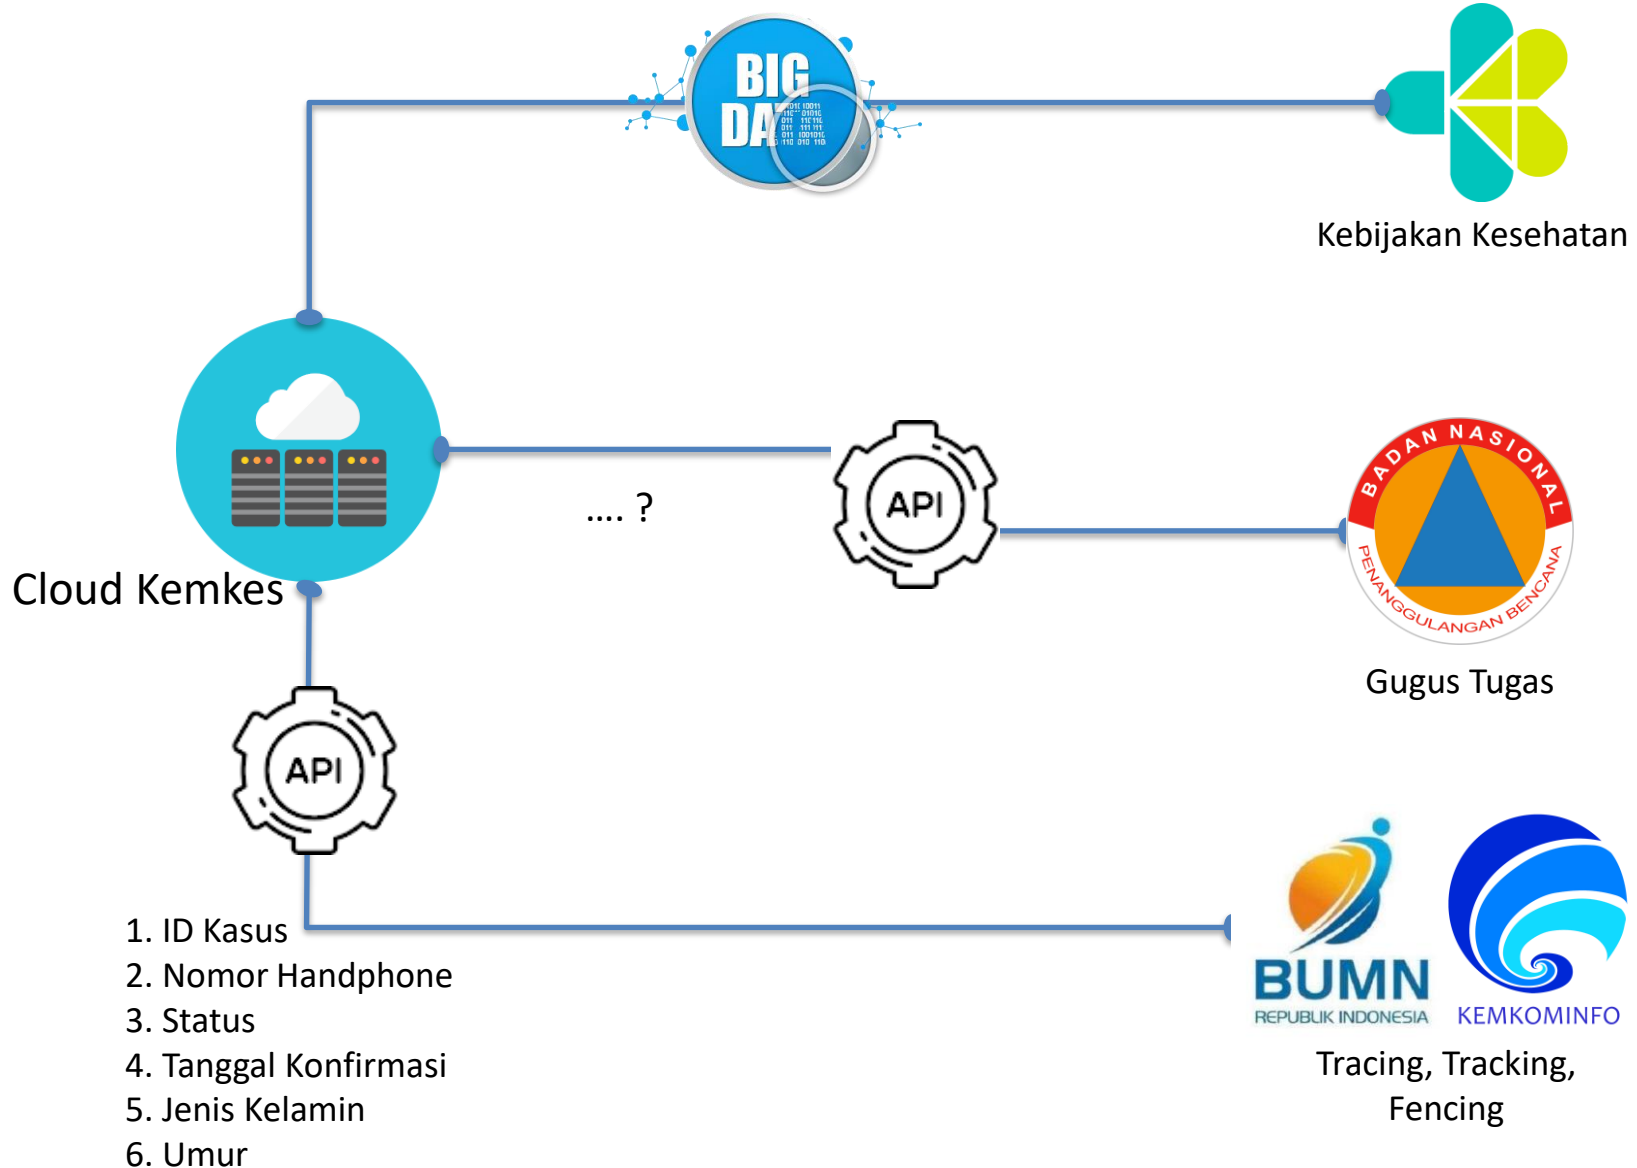 BIG
DATA
Kebijakan Kesehatan
API
.... ?
BADAN NASIONAL
PENANGGULANGAN BENCANA
Cloud Kemkes
Gugus Tugas
API
1. ID Kasus
2. Nomor Handphone
3. Status
4. Tanggal Konfirmasi
5. Jenis Kelamin
6. Umur
BUMN
REPUBLIK INDONESIA
KEMKOMINFO
Tracing, Tracking,
Fencing